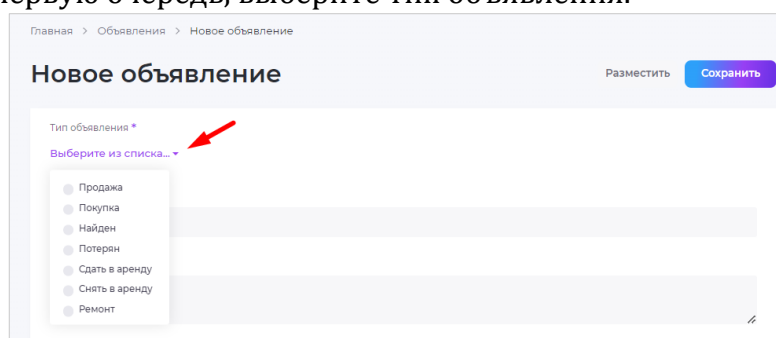 первую очередь, выберите тип объявления.
Главная > Объявления > Новое объявление
Новое объявление
Разместить
Сохранить
Тип объявления *
Выберите из списка...
Продажа
Покупка
Найден
Потерян
Сдать в аренду
Снять в аренду
Ремонт